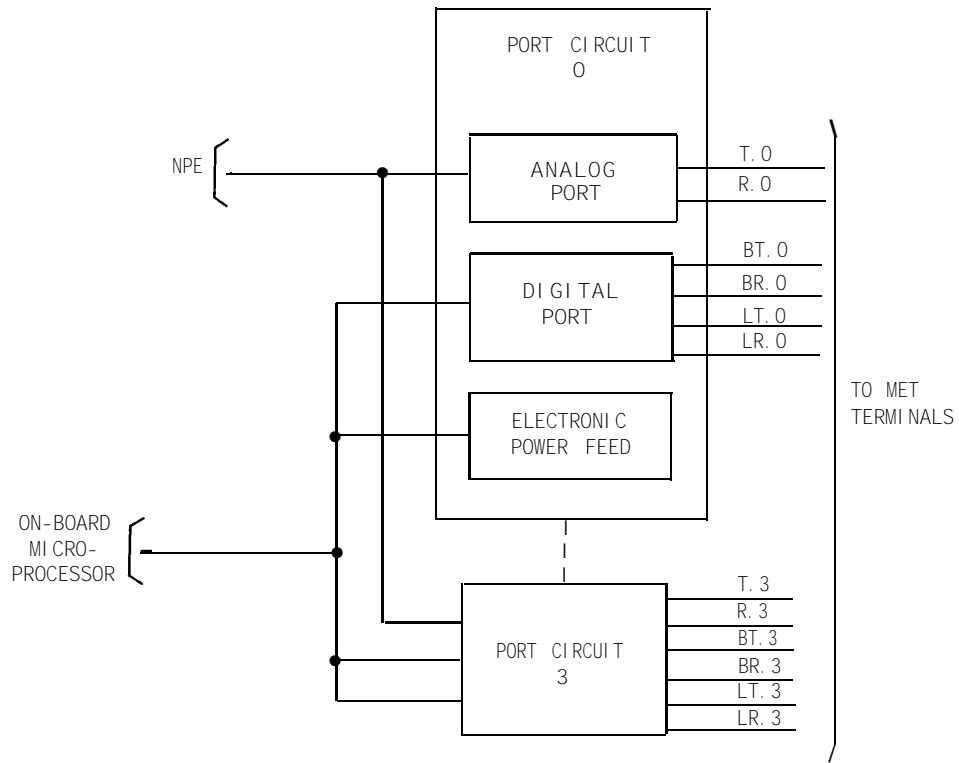 PORT CIRCUIT
0
NPE
ANALOG
PORT
T.0
R.0
DIGITAL
PORT
BT.0
BR.0
LT.0
LR.0
ELECTRONIC
POWER FEED
TO MET
TERMINALS
ON-BOARD
MICRO-
PROCESSOR
PORT CIRCUIT
3
T.3
R.3
BT.3
BR.3
LT.3
LR.3